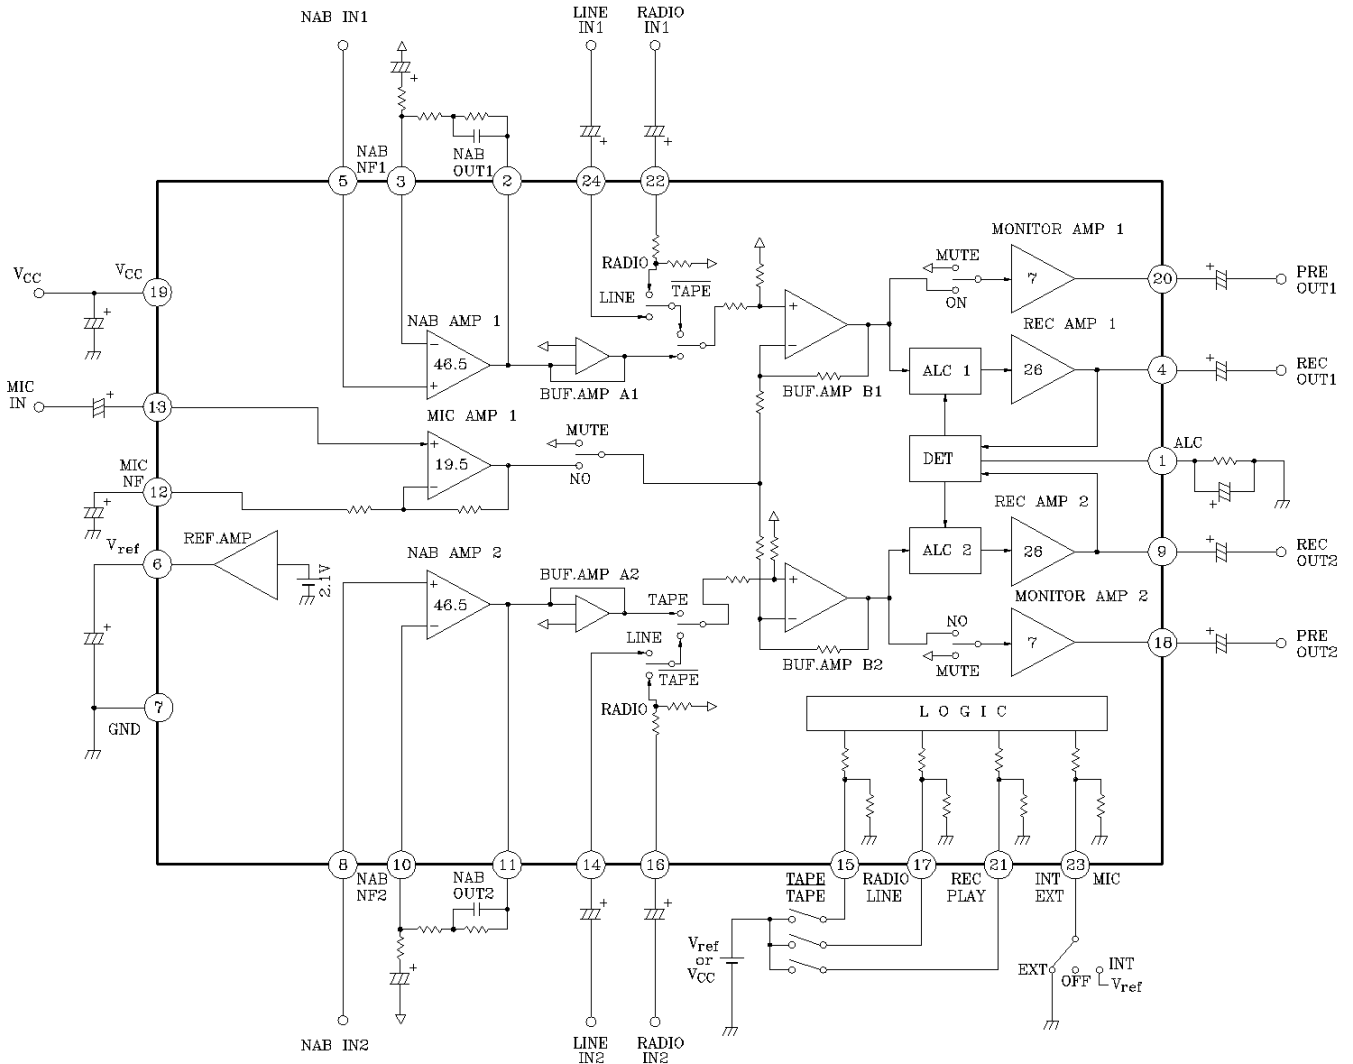 NAB IN1
LINE
IN1
RADIO
IN1
+
+
+
NAB
NF1
NAB
OUT1
5
3
2
24
22
MONITOR AMP 1
VCC
VCC
19
+
RADIO
TAPE
LINE
MUTE
ON
7
20
+
PRE
OUT1
NAB AMP 1
−
46.5
+
BUF.AMP A1
+
−
BUF.AMP B1
REC AMP 1
ALC 1
26
4
+
REC
OUT1
MIC
IN
+
13
MIC AMP 1
+
19.5
−
MUTE
NO
DET
ALC
1
+
MIC
NF
12
+
REC AMP 2
Vref
6
REF.AMP
2.1V
NAB AMP 2
+
46.5
−
BUF.AMP A2
TAPE
LINE
TAPE
RADIO
+
−
BUF.AMP B2
ALC 2
26
9
+
REC
OUT2
MONITOR AMP 2
NO
MUTE
7
18
+
PRE
OUT2
+
7
GND
LOGIC
8
10
11
14
16
15
17
21
23
NAB
NF2
NAB
OUT2
TAPE
TAPE
RADIO
LINE
REC
PLAY
INT
EXT
MIC
+
+
+
Vref
or
VCC
EXT
OFF
INT
Vref
NAB IN2
LINE
IN2
RADIO
IN2